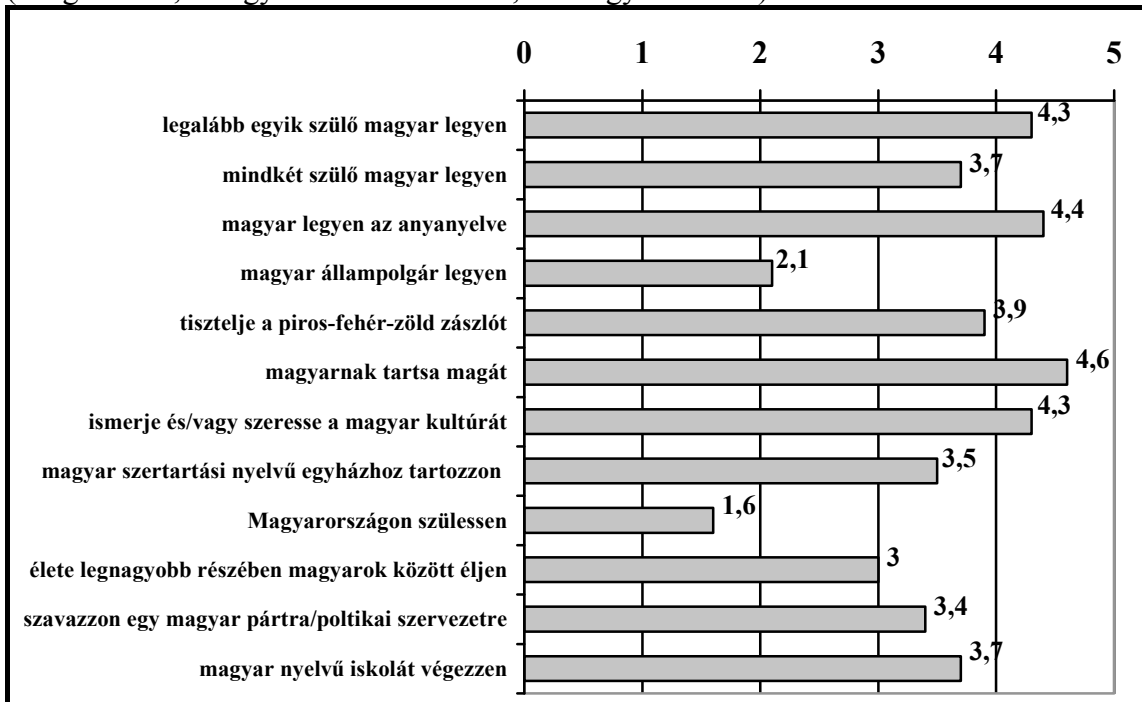 0 1 2 3 4 5
legalább egyik szülő magyar legyen 4,3
mindkét szülő magyar legyen 3,7
magyar legyen az anyanyelve 4,4
magyar állampolgár legyen 2,1
tisztelje a piros-fehér-zöld zászlót 3,9
magyarnak tartsa magát 4,6
ismerje és/vagy szeresse a magyar kultúrát 4,3
magyar szertartási nyelvű egyházhoz tartozzon 3,5
Magyarországon szülessen 1,6
élete legnagyobb részében magyarok között éljen 3
szavazzon egy magyar pártra/poltikai szervezetre 3,4
magyar nyelvű iskolát végezzen 3,7